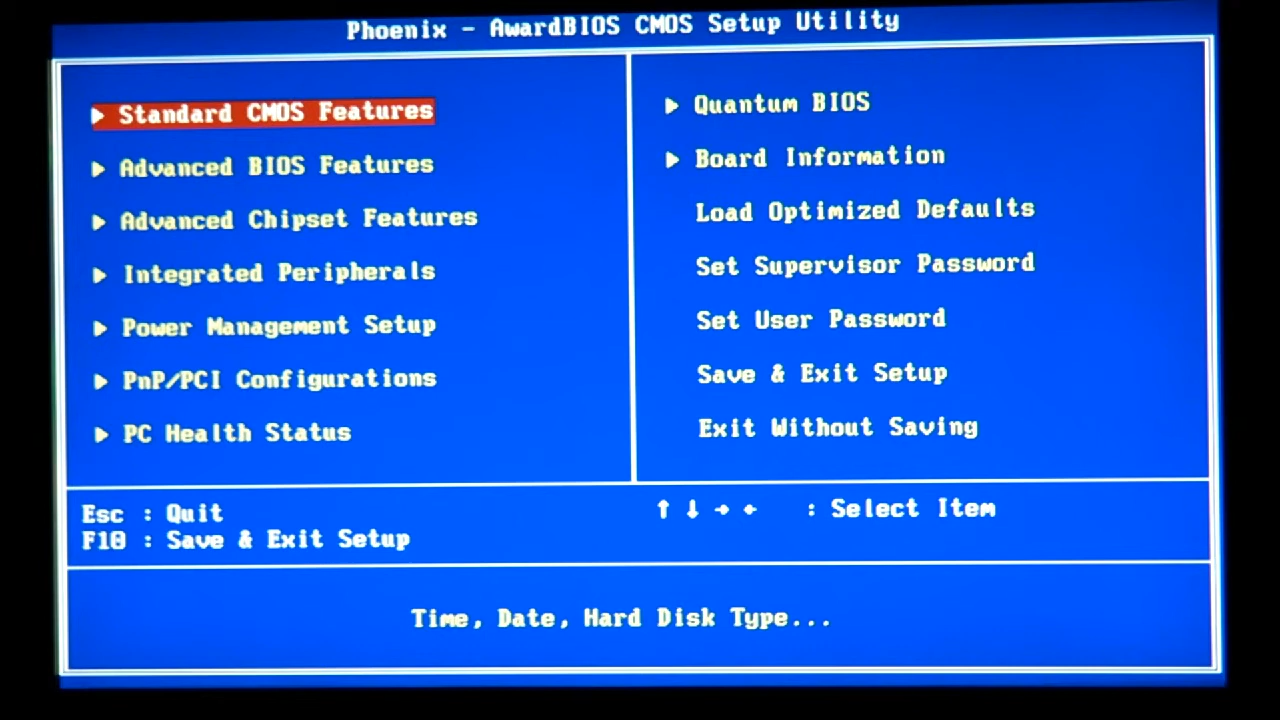 Phoenix - AwardBIOS CMOS Setup Utility
▶ Standard CMOS Features
▶ Advanced BIOS Features
▶ Advanced Chipset Features
▶ Integrated Peripherals
▶ Power Management Setup
▶ PnP/PCI Configurations
▶ PC Health Status
▶ Quantum BIOS
▶ Board Information
Load Optimized Defaults
Set Supervisor Password
Set User Password
Save & Exit Setup
Exit Without Saving
Esc : Quit
F10 : Save & Exit Setup
↑ ↓ → ← : Select Item
Time, Date, Hard Disk Type...